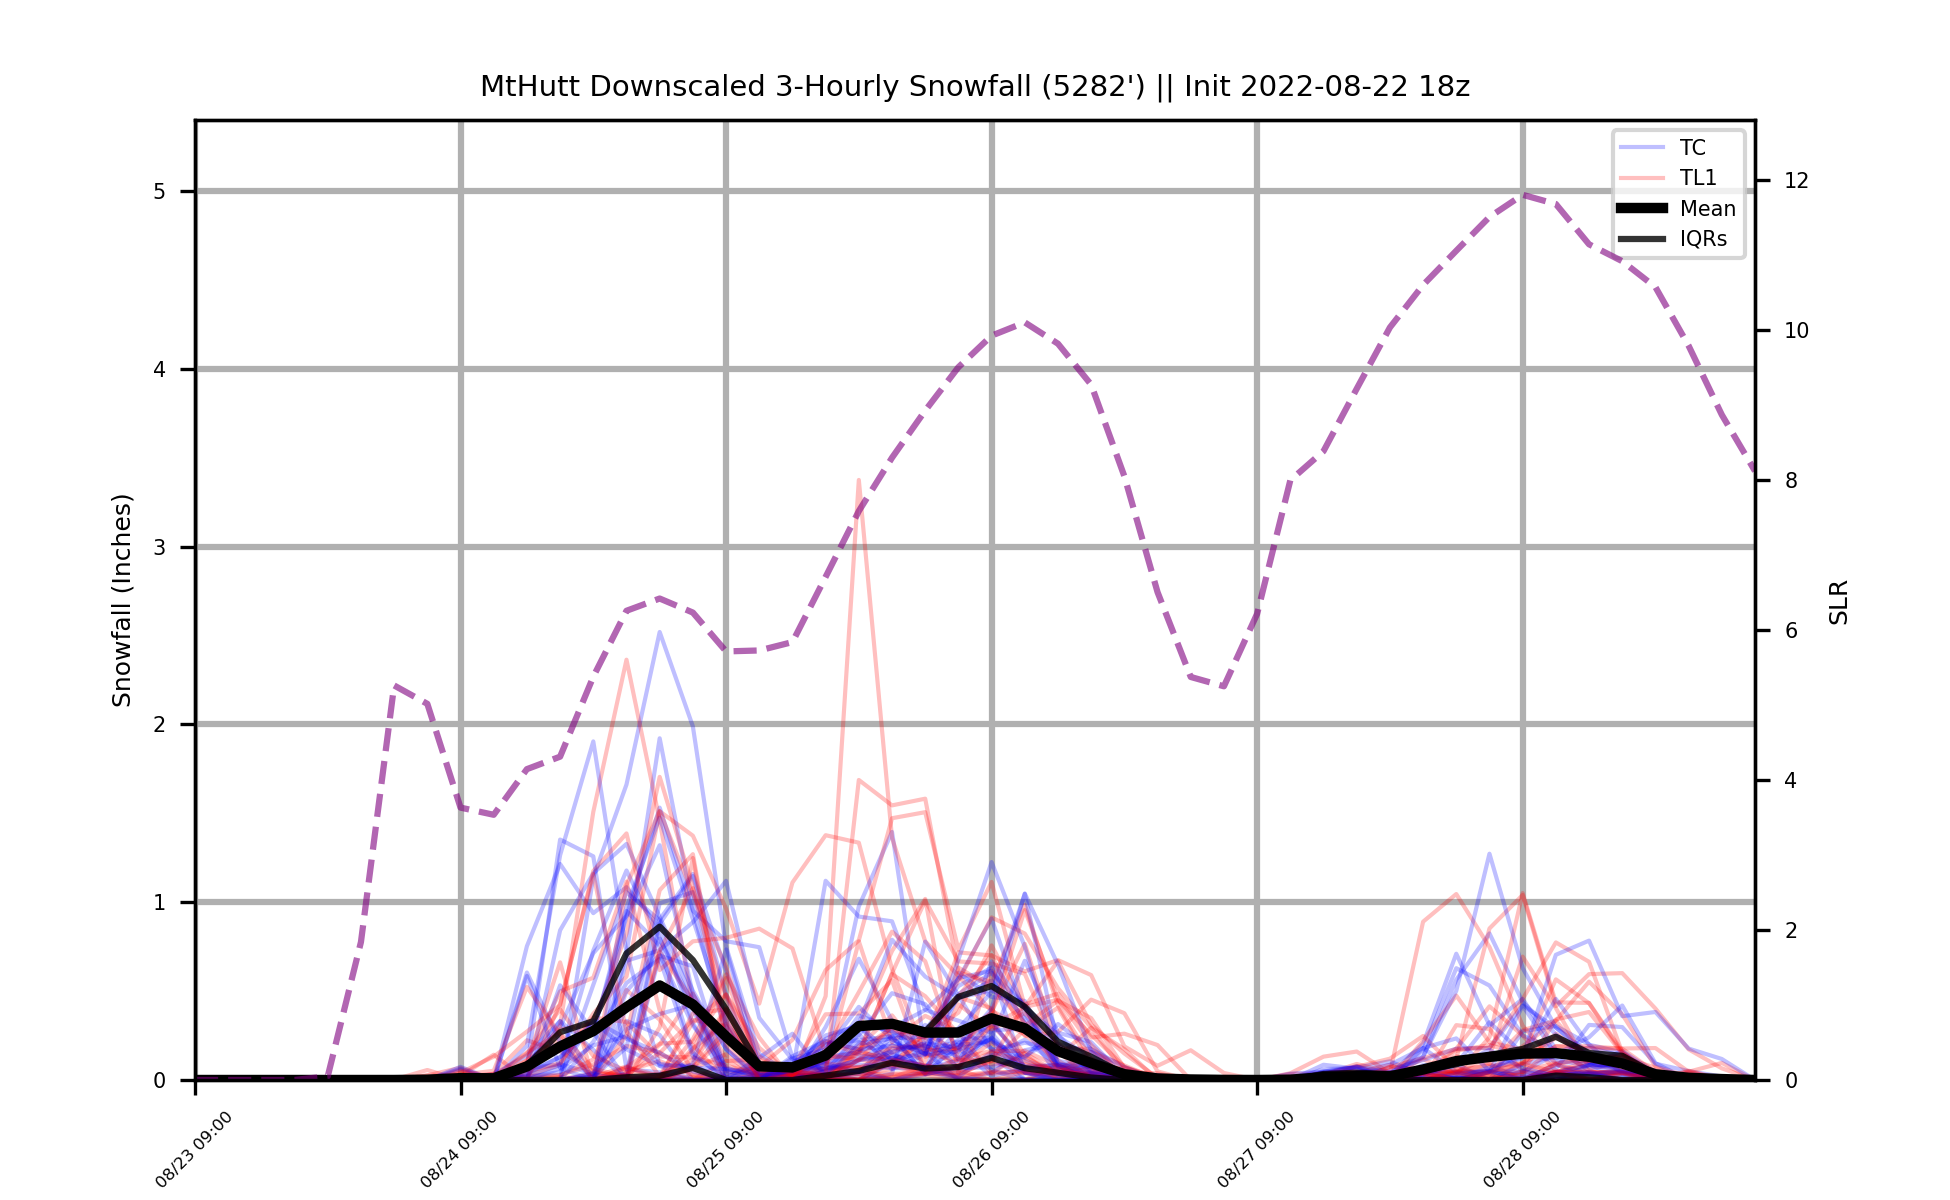 MtHutt Downscaled 3-Hourly Snowfall (5282') || Init 2022-08-22 18z
TC
TL1
Mean
IQRs
Snowfall (Inches)
5
4
3
2
1
0
SLR
12
10
8
6
4
2
0
08/23 09:00
08/24 09:00
08/25 09:00
08/26 09:00
08/27 09:00
08/28 09:00